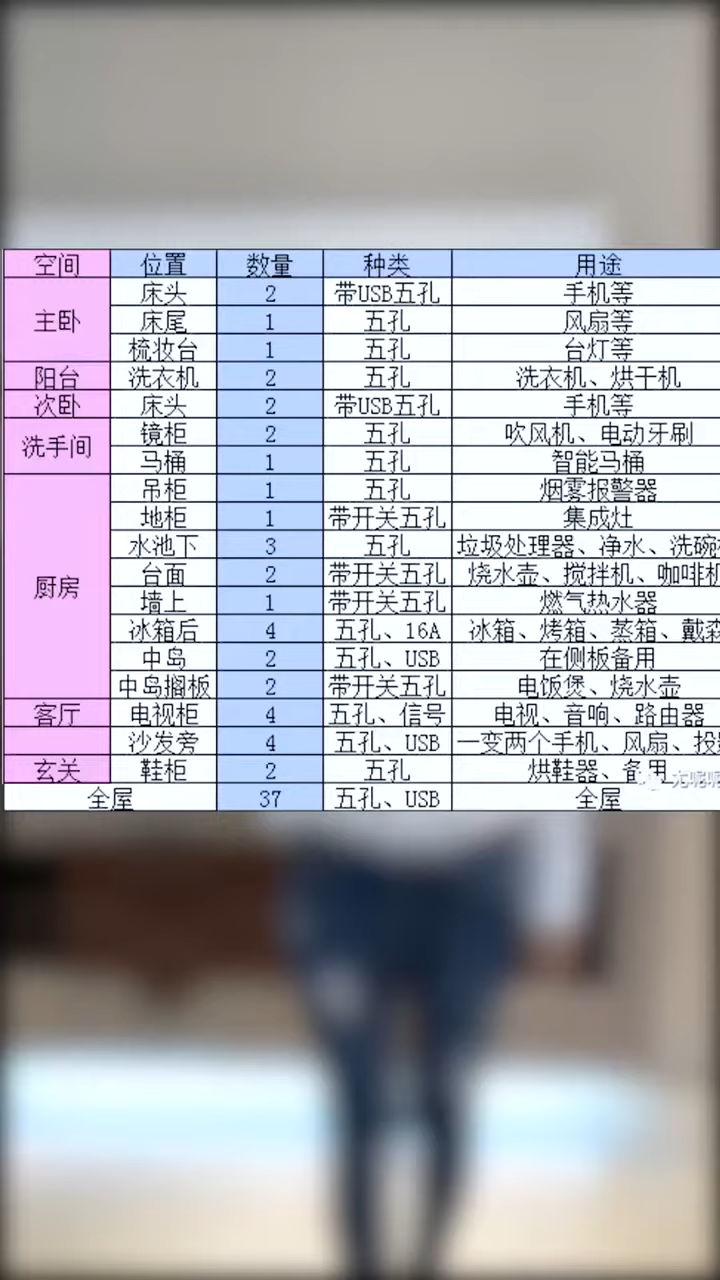 空间 位置 数量 种类 用途
主卧 床头 2 带USB五孔 手机等
床尾 1 五孔 风扇等
梳妆台 1 五孔 台灯等
阳台 洗衣机 2 五孔 洗衣机、烘干机
次卧 床头 2 带USB五孔 手机等
洗手间 镜柜 2 五孔 吹风机、电动牙刷
马桶 1 五孔 智能马桶
厨房 吊柜 1 五孔 烟雾报警器
地柜 1 带开关五孔 集成灶
水池下 3 五孔 垃圾处理器、净水、洗碗
台面 2 带开关五孔 烧水壶、搅拌机、咖啡机
墙上 1 带开关五孔 燃气热水器
冰箱后 4 五孔、16A 冰箱、烤箱、蒸箱、戴森
中岛 2 五孔、USB 在侧板备用
中岛搁板 2 带开关五孔 电饭煲、烧水壶
客厅 电视柜 4 五孔、信号 电视、音响、路由器
沙发旁 4 五孔、USB 一变两个手机、风扇、投
玄关 鞋柜 2 五孔 烘鞋器、备用
全屋 37 五孔、USB 全屋